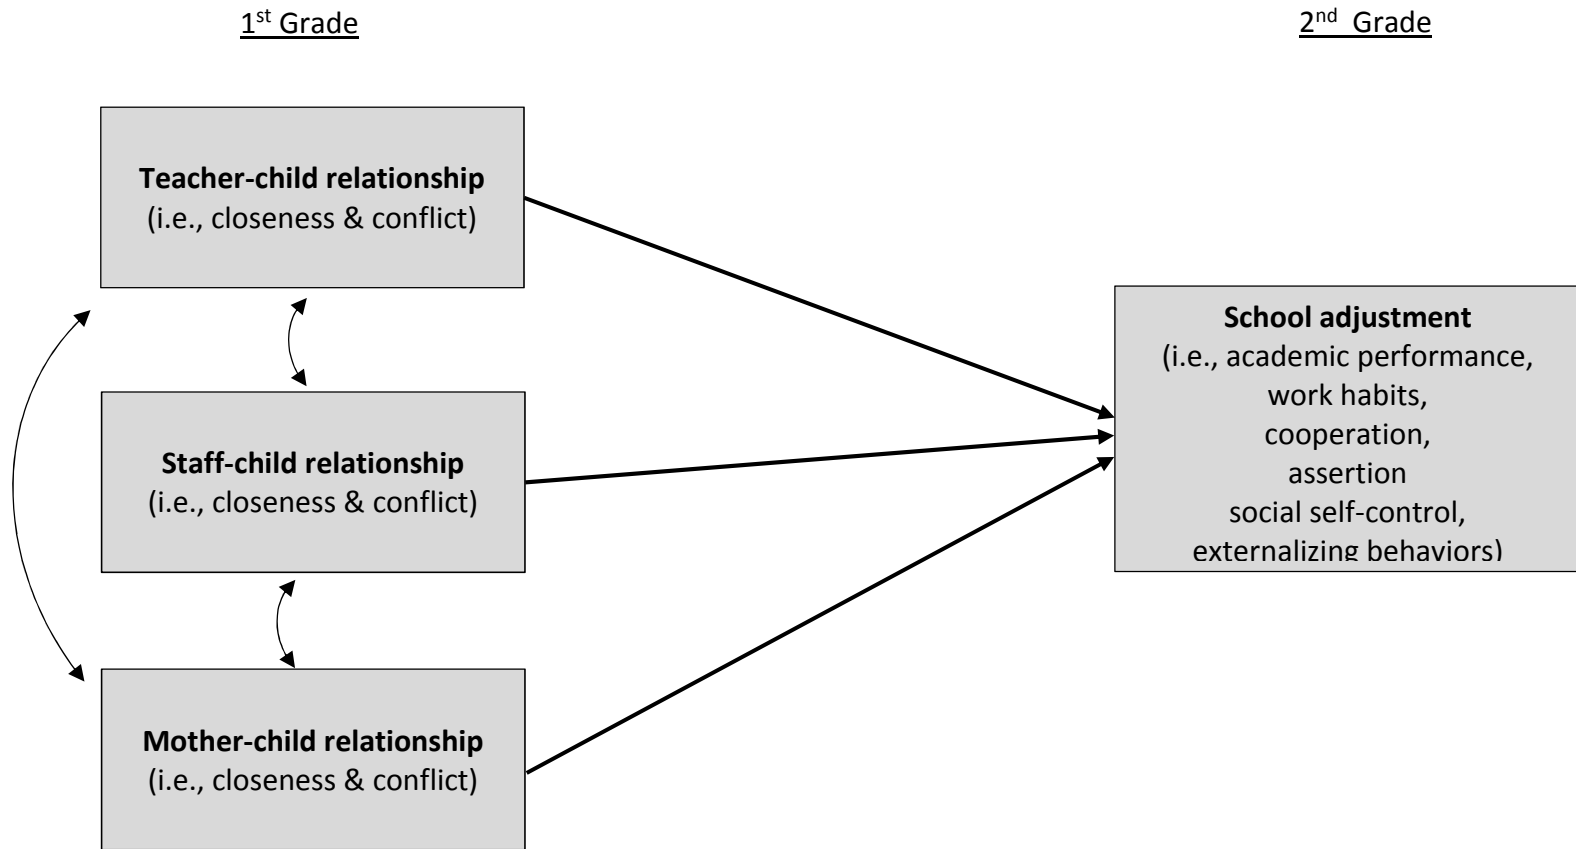 1st Grade
2nd Grade
Teacher-child relationship
(i.e., closeness & conflict)
Staff-child relationship
(i.e., closeness & conflict)
Mother-child relationship
(i.e., closeness & conflict)
School adjustment
(i.e., academic performance,
work habits,
cooperation,
assertion
social self-control,
externalizing behaviors)